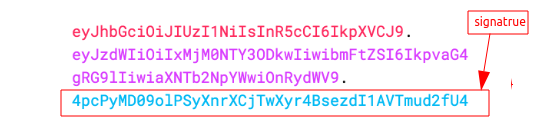 signatrue
eyJhbGciOiJIUzI1NiIsInR5cCI6IkpXVCJ9.
eyJzdWIiOiIxMjM0NTY3ODkwIiwibmFtZSI6IkpvaG4
gRG9lIiwiaXNTb2NpYWwiOnRydWV9.
4pcPyMD09olPSyXnrXCjTwXyr4BsezdI1AVTmud2fU4